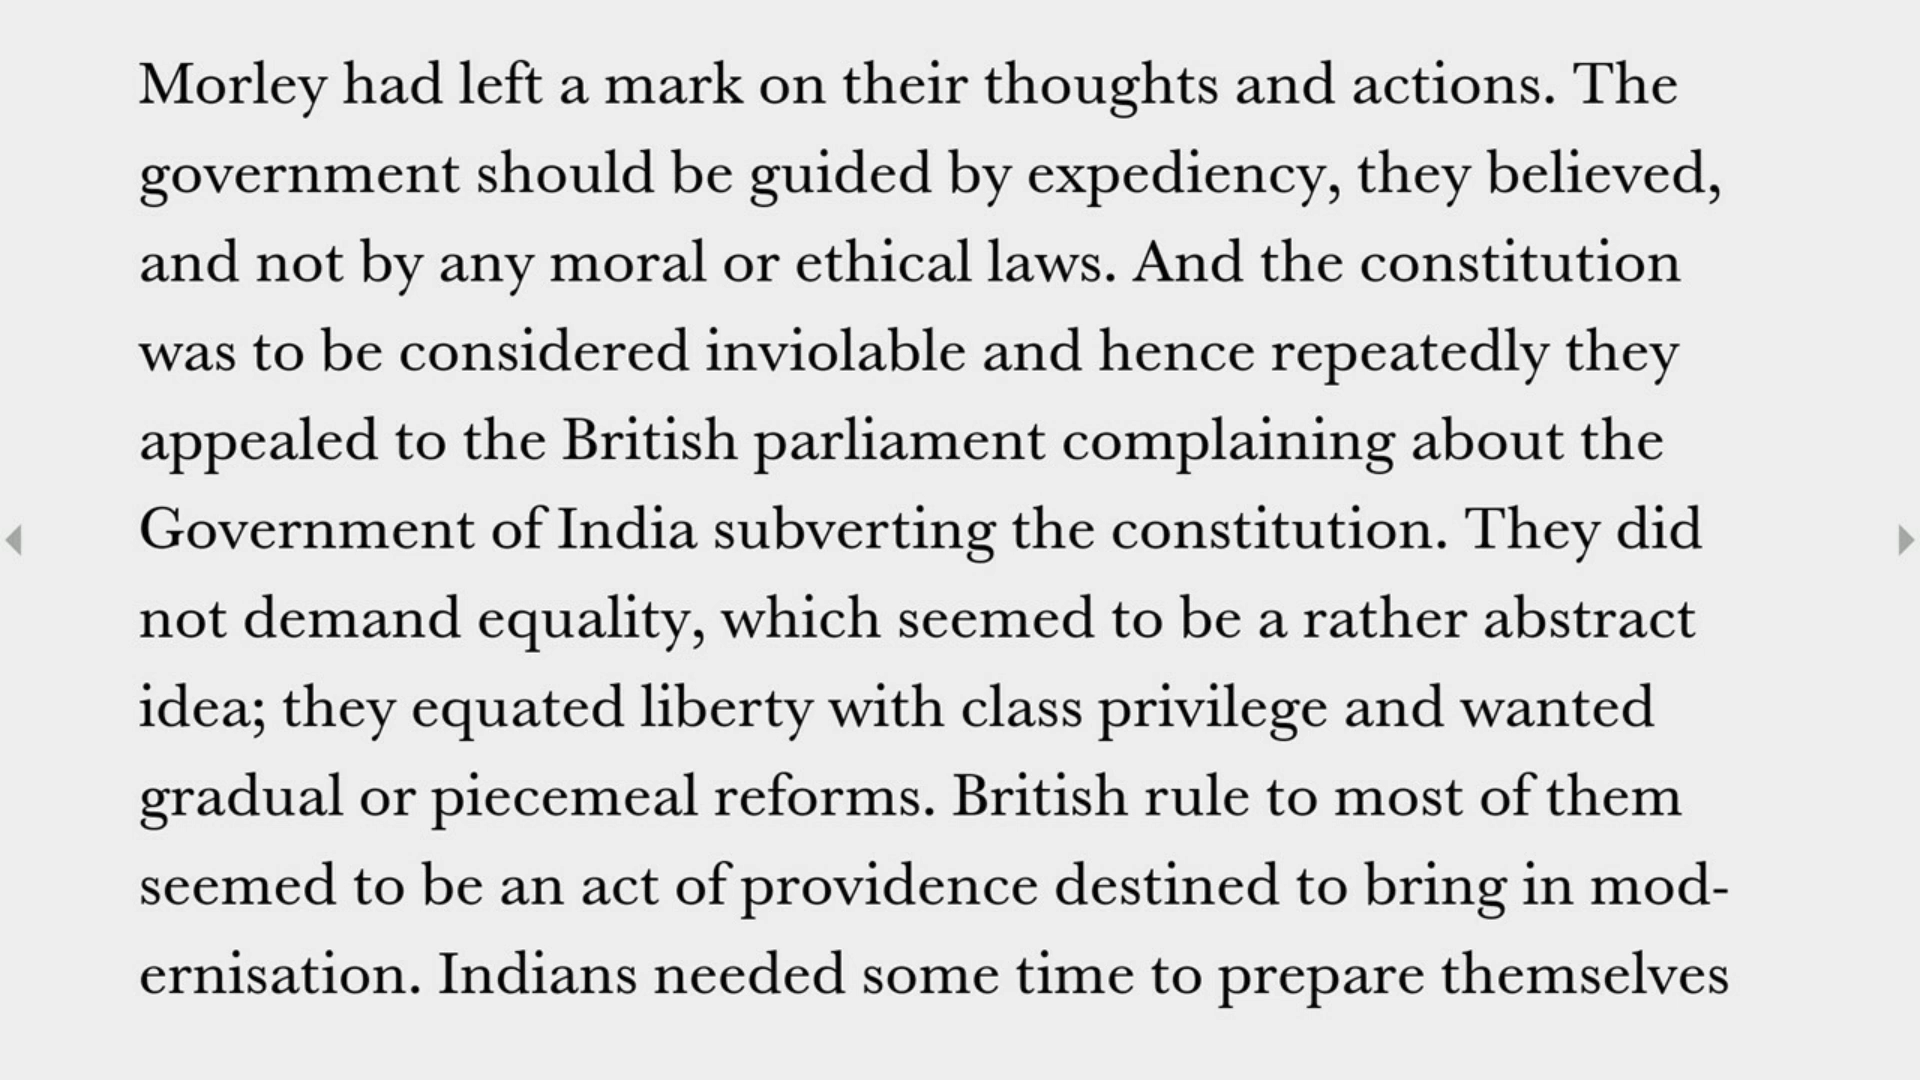 Morley had left a mark on their thoughts and actions. The
government should be guided by expediency, they believed,
and not by any moral or ethical laws. And the constitution
was to be considered inviolable and hence repeatedly they
appealed to the British parliament complaining about the
Government of India subverting the constitution. They did
not demand equality, which seemed to be a rather abstract
idea; they equated liberty with class privilege and wanted
gradual or piecemeal reforms. British rule to most of them
seemed to be an act of providence destined to bring in mod-
ernisation. Indians needed some time to prepare themselves